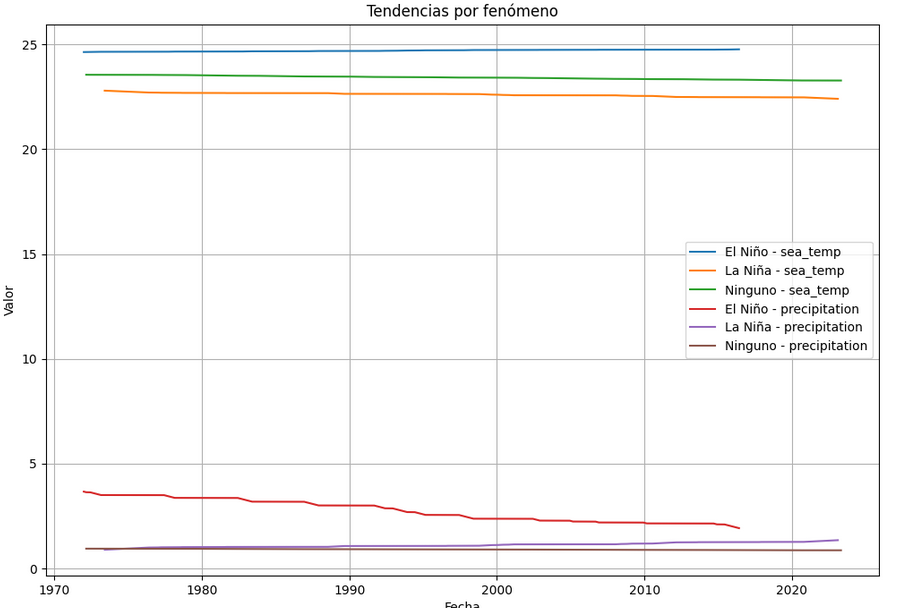 Tendencias por fenómeno
25
20
15
10
5
0
Valor
El Niño - sea_temp
La Niña - sea_temp
Ninguno - sea_temp
El Niño - precipitation
La Niña - precipitation
Ninguno - precipitation
1970
1980
1990
2000
2010
2020
Fecha